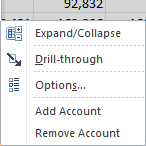 92,832
Expand/Collapse
Drill-through
Options...
Add Account
Remove Account